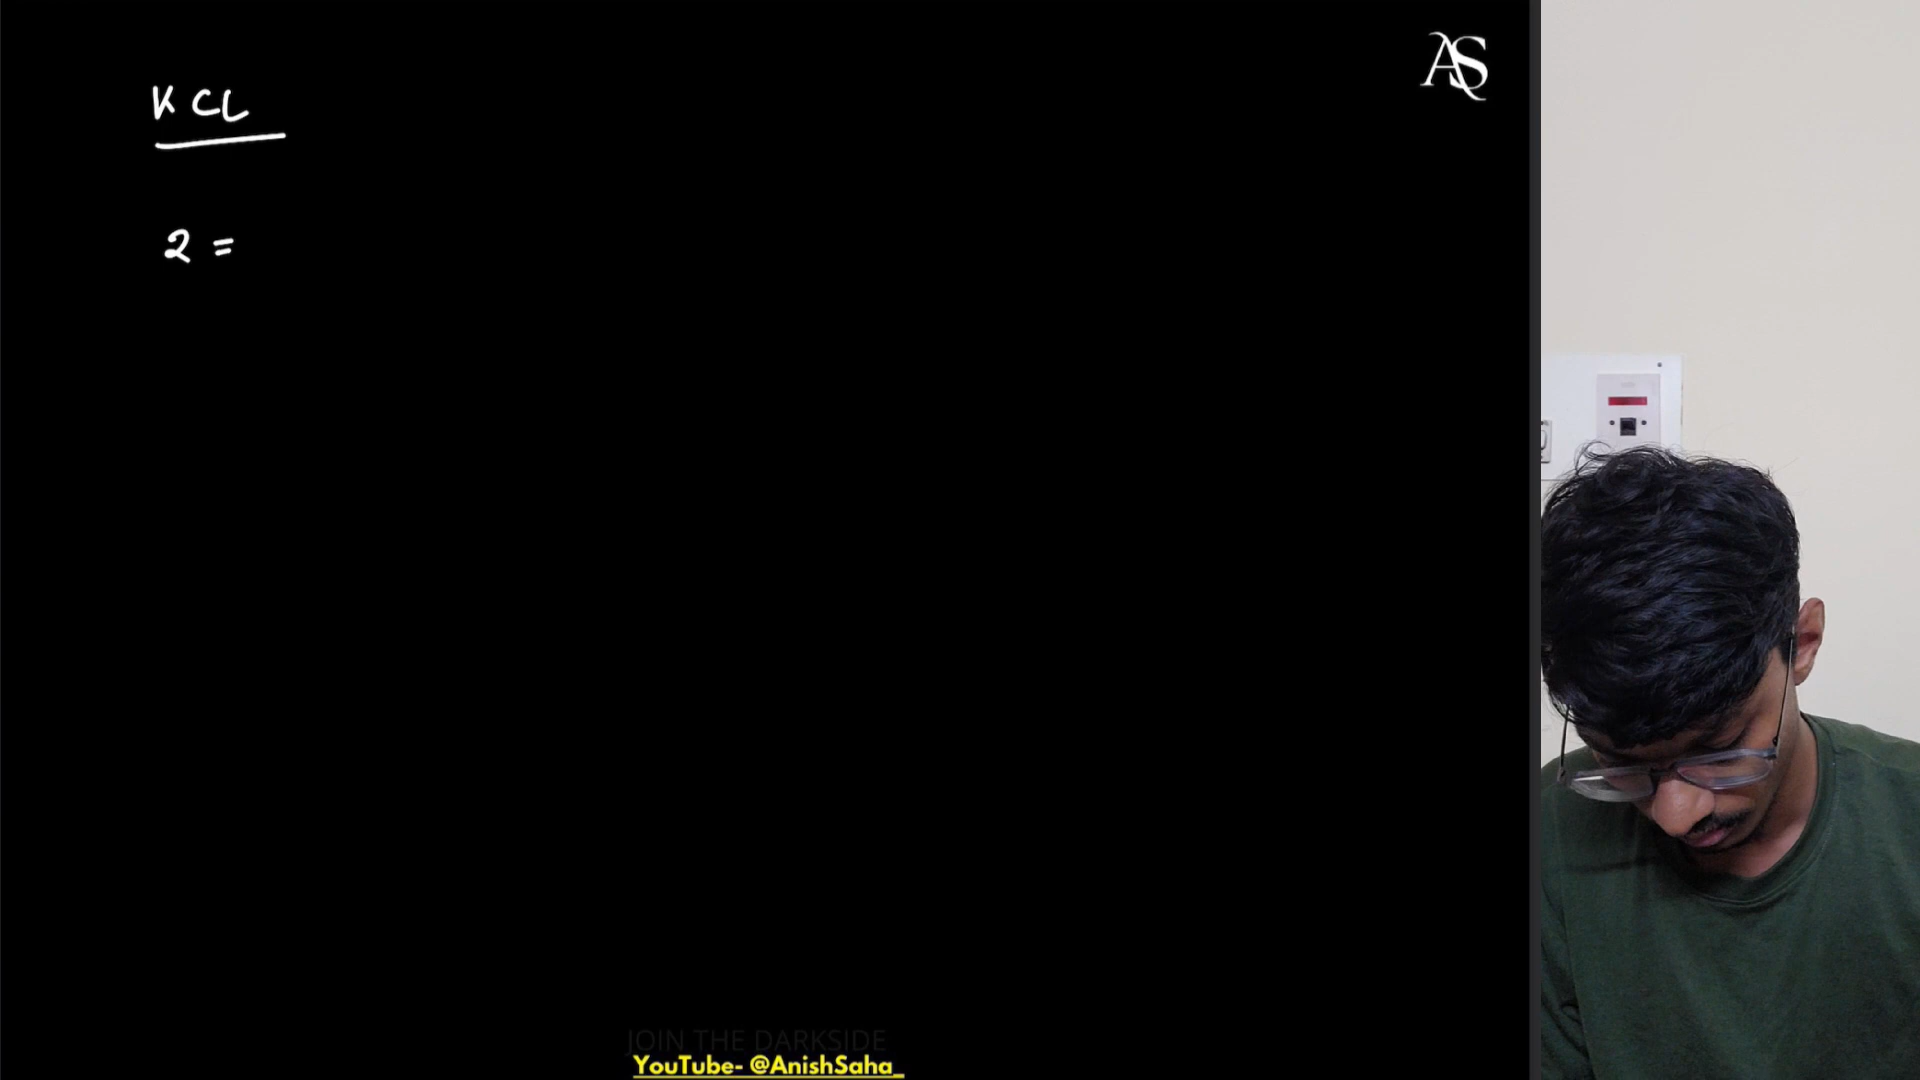 AS
KCL
2 =
JOIN THE DARKSIDE
YouTube- @AnishSaha_